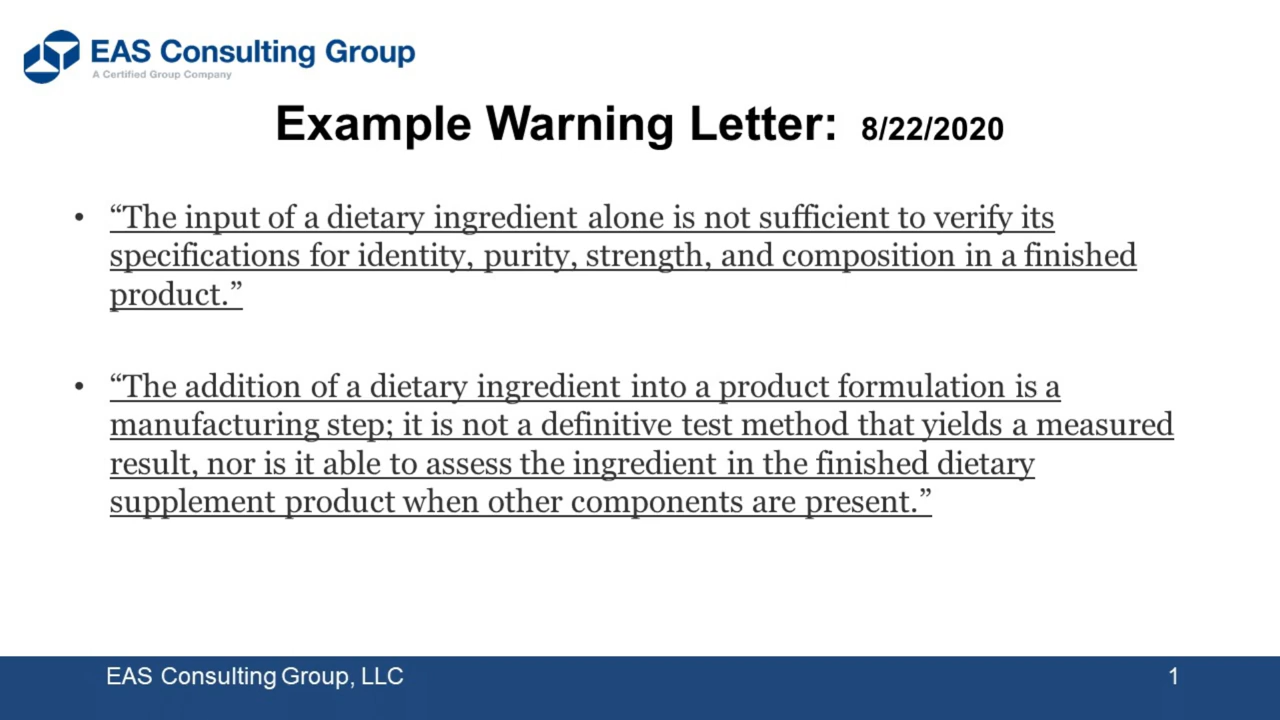 EAS Consulting Group
A Certified Group Company
Example Warning Letter: 8/22/2020
• “The input of a dietary ingredient alone is not sufficient to verify its
specifications for identity, purity, strength, and composition in a finished
product.”
• “The addition of a dietary ingredient into a product formulation is a
manufacturing step; it is not a definitive test method that yields a measured
result, nor is it able to assess the ingredient in the finished dietary
supplement product when other components are present.”
EAS Consulting Group, LLC 1